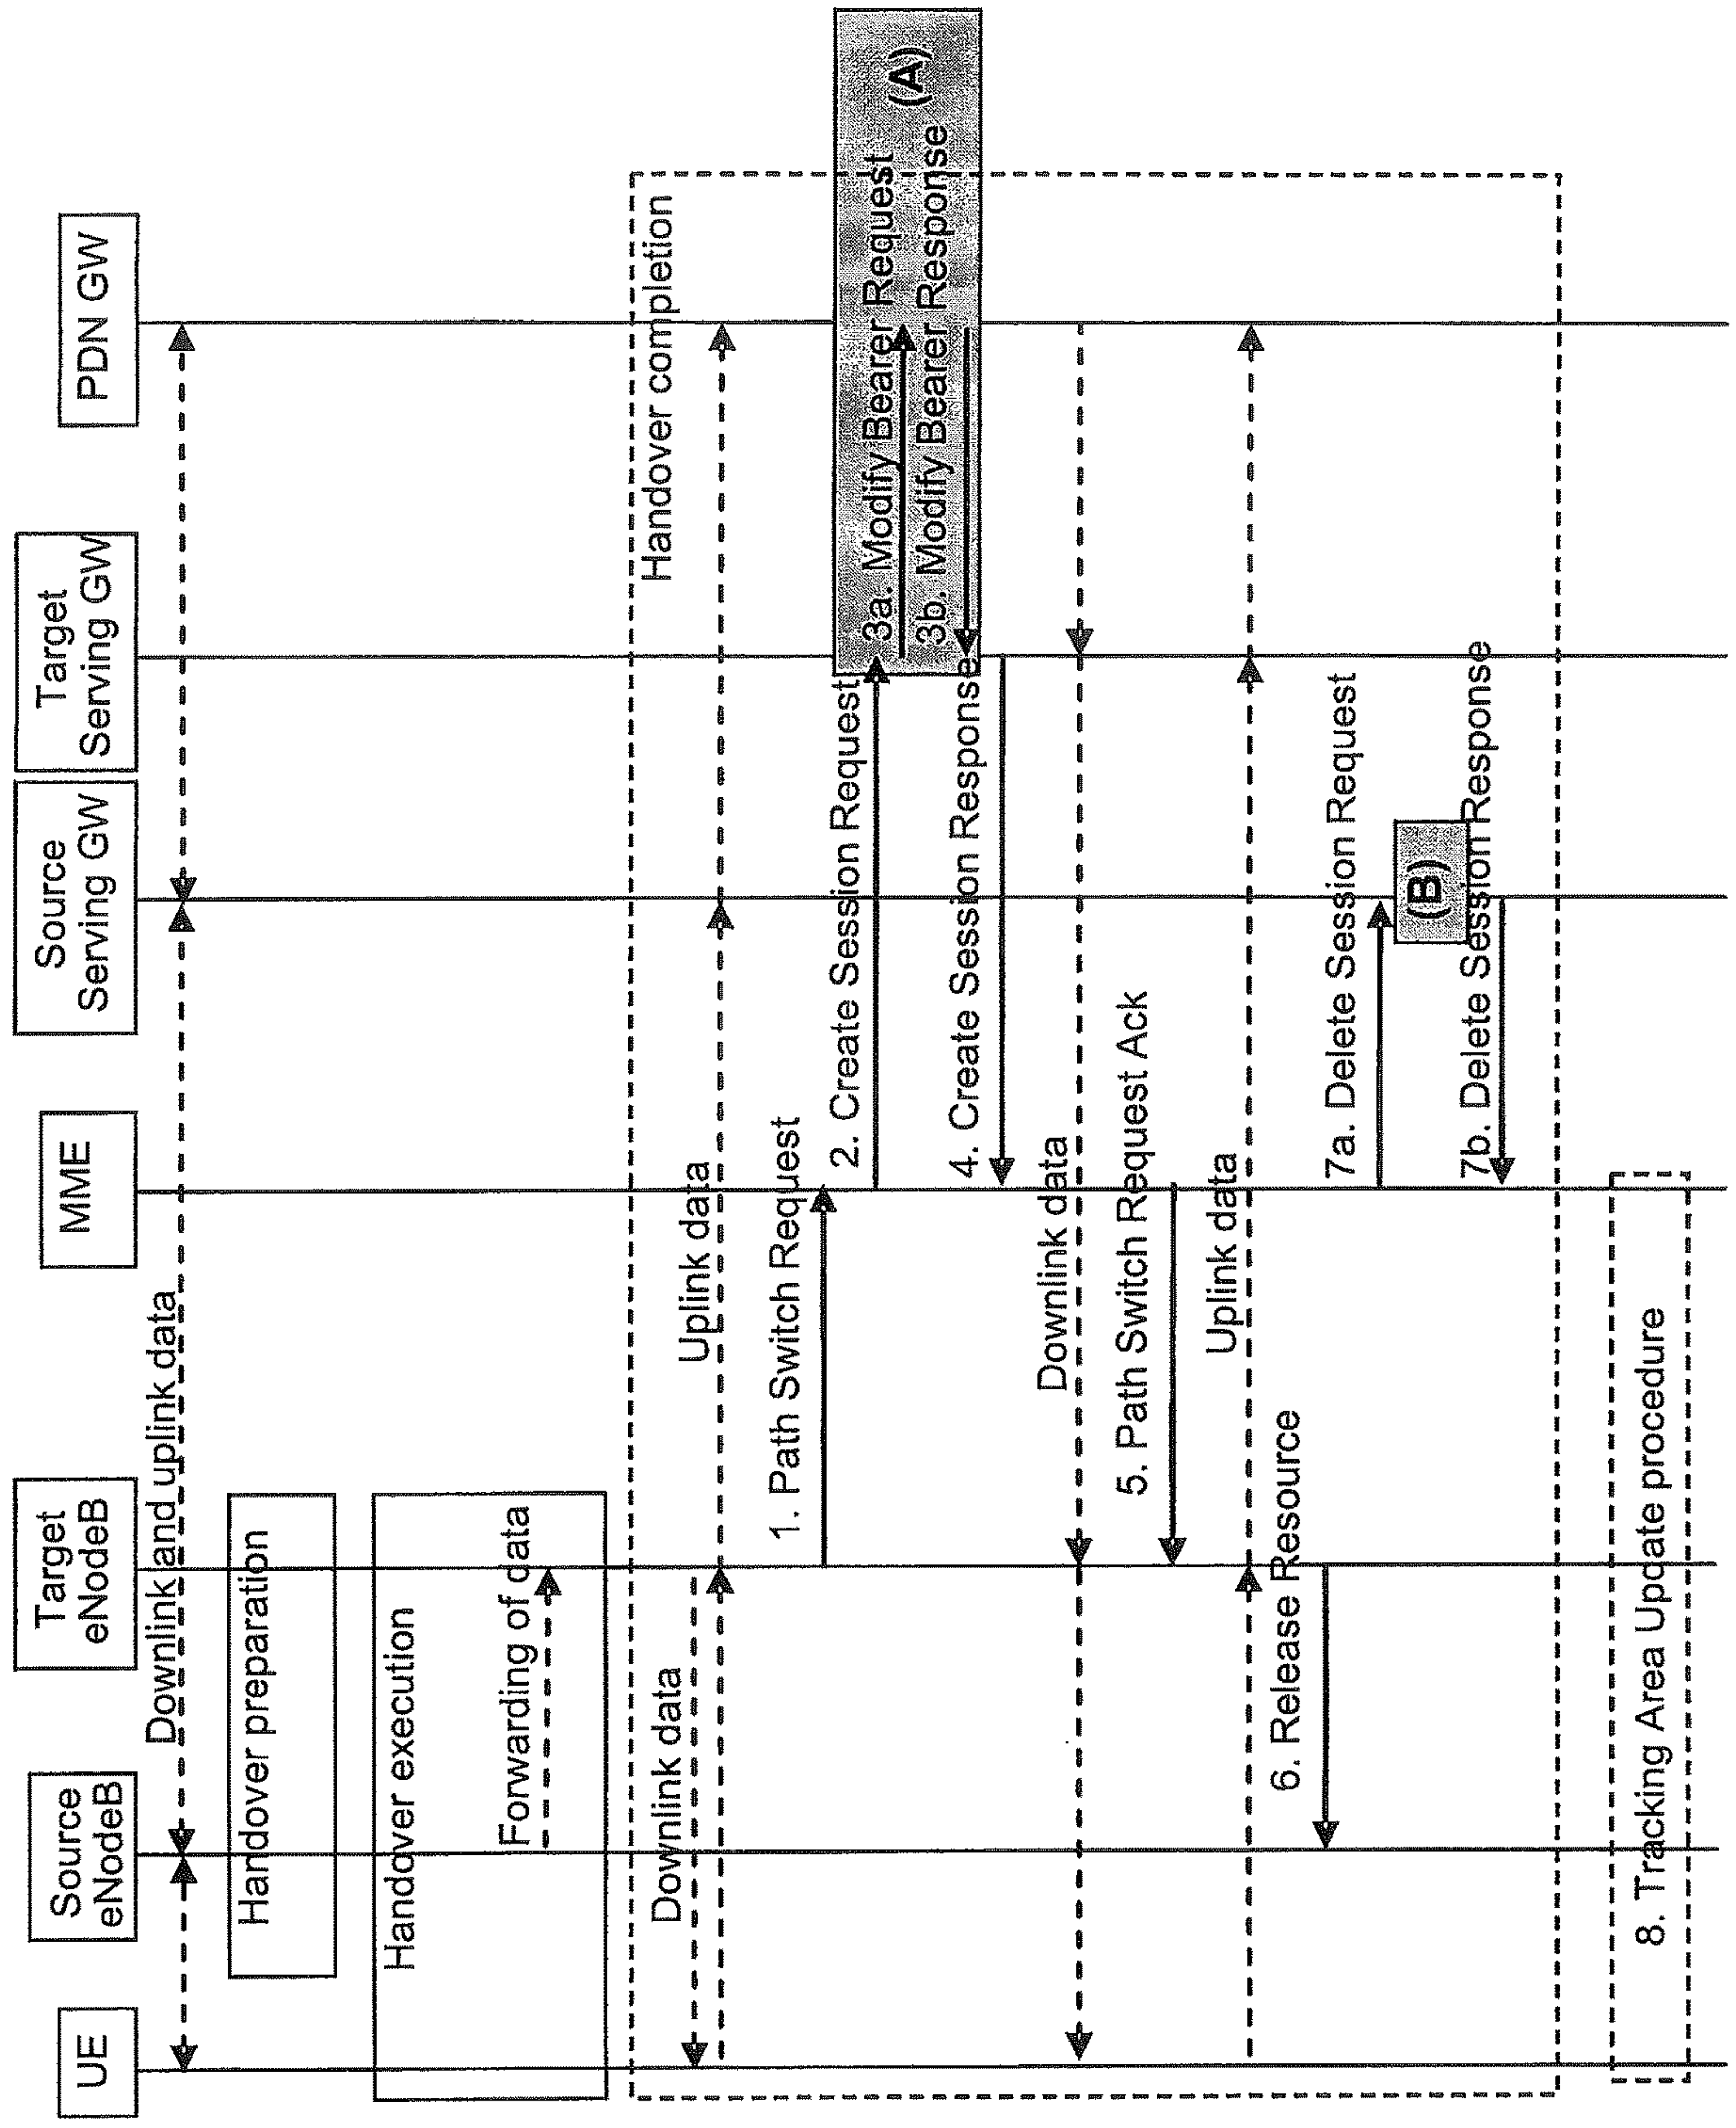 UE
Source
eNodeB
Target
eNodeB
MME
Source
Serving GW
Target
Serving GW
PDN GW
Downlink and uplink data
Handover preparation
Handover execution
Forwarding of data
Handover completion
Downlink data
Uplink data
1. Path Switch Request
2. Create Session Request
3a. Modify Bearer Request
(A)
3b. Modify Bearer Response
4. Create Session Response
Downlink data
5. Path Switch Request Ack
Uplink data
6. Release Resource
7a. Delete Session Request
(B)
7b. Delete Session Response
8. Tracking Area Update procedure